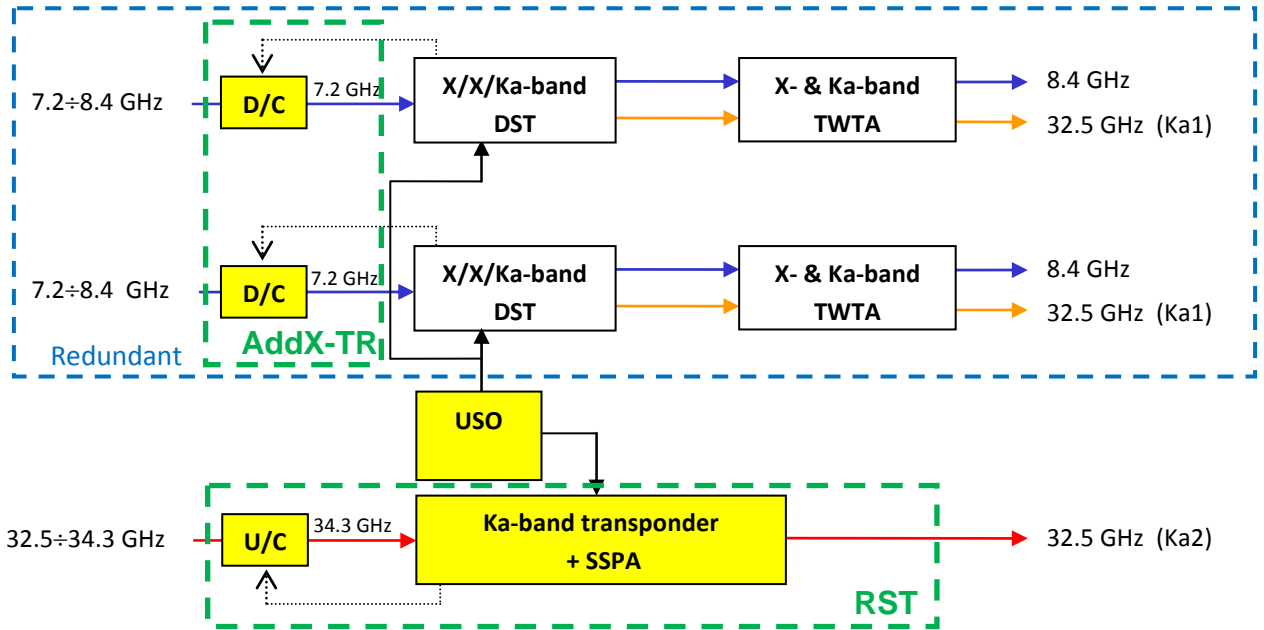 7.2÷8.4 GHz
D/C
7.2 GHz
X/X/Ka-band
DST
X- & Ka-band
TWTA
8.4 GHz
32.5 GHz (Ka1)
7.2÷8.4 GHz
D/C
7.2 GHz
X/X/Ka-band
DST
X- & Ka-band
TWTA
8.4 GHz
32.5 GHz (Ka1)
AddX-TR
Redundant
USO
32.5÷34.3 GHz
U/C
34.3 GHz
Ka-band transponder
+ SSPA
32.5 GHz (Ka2)
RST